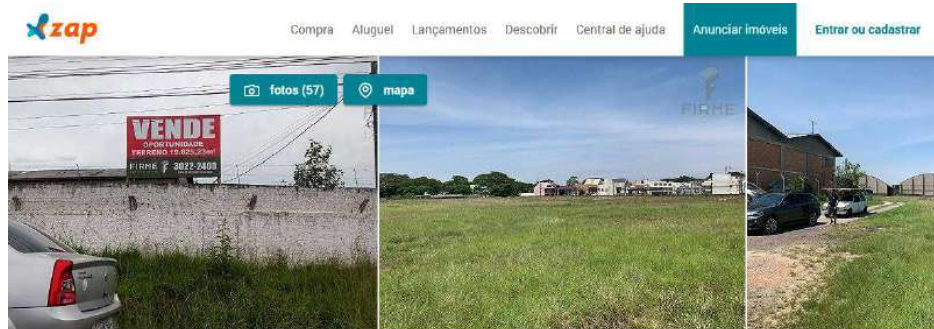 zap
Compra Aluguel Lançamentos Descobrir Central de ajuda Anunciar imóveis Entrar ou cadastrar
fotos (57) mapa
VENDE
OPORTUNIDADE
TERRENO 19.825,23m²
FIRME 3022-2400
FIRME